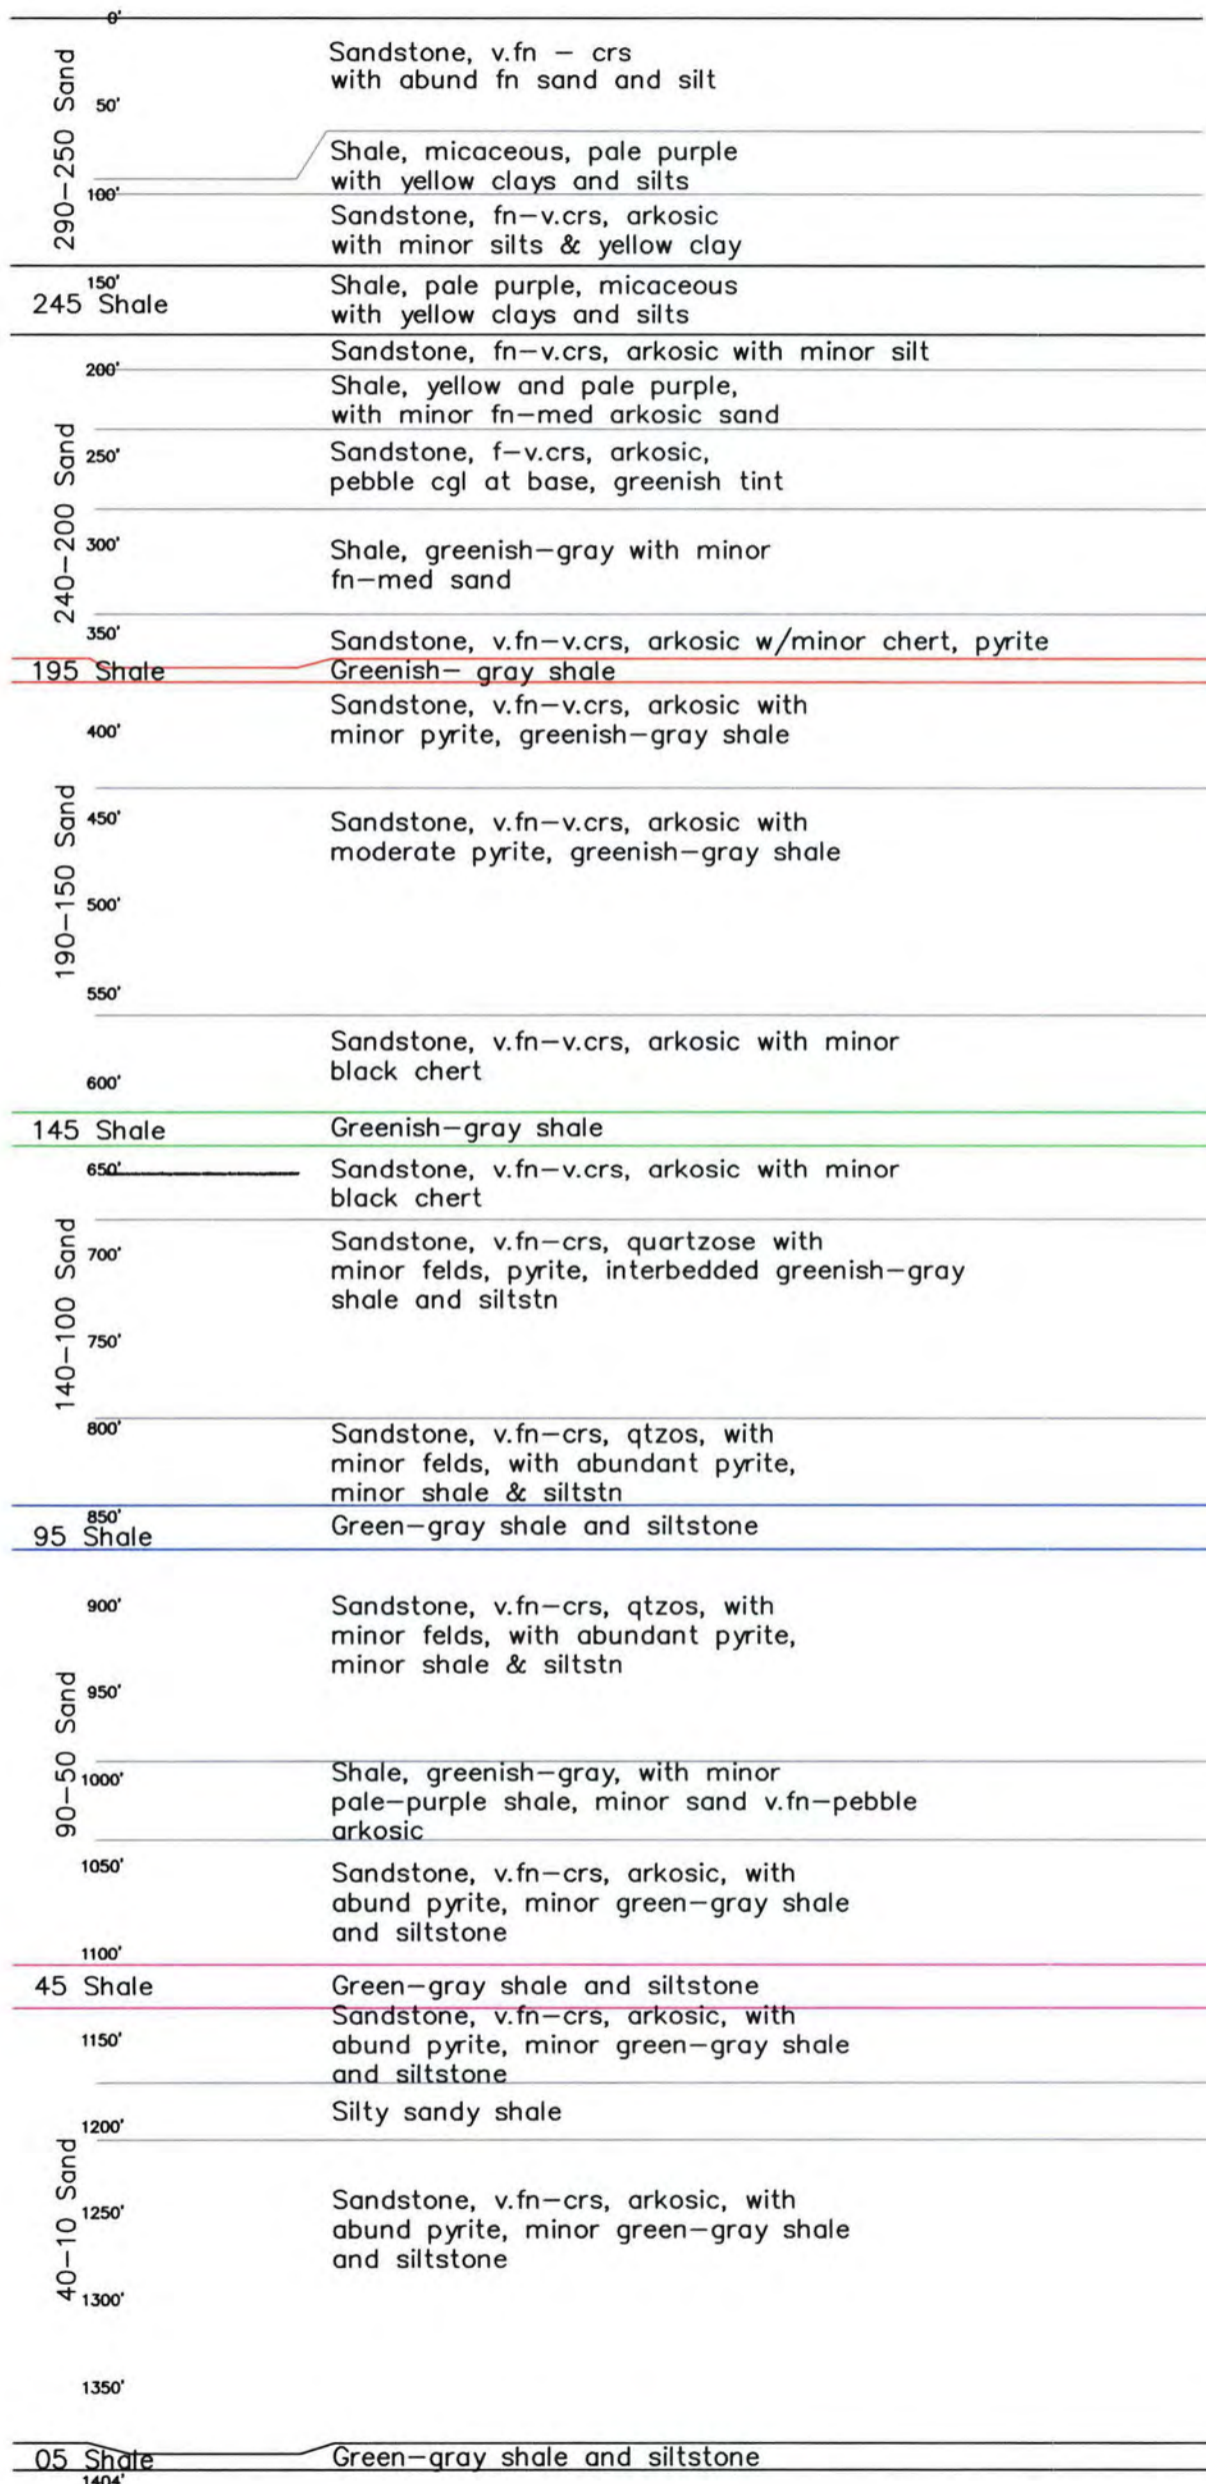 0'
Sandstone, v.fn – crs
with abund fn sand and silt
50'
290–250 Sand
Shale, micaceous, pale purple
with yellow clays and silts
100'
Sandstone, fn–v.crs, arkosic
with minor silts & yellow clay
150'
245 Shale
Shale, pale purple, micaceous
with yellow clays and silts
Sandstone, fn–v.crs, arkosic with minor silt
200'
Shale, yellow and pale purple,
with minor fn–med arkosic sand
240–200 Sand
250'
Sandstone, f–v.crs, arkosic,
pebble cgl at base, greenish tint
300'
Shale, greenish–gray with minor
fn–med sand
350'
Sandstone, v.fn–v.crs, arkosic w/minor chert, pyrite
195 Shale
Greenish– gray shale
Sandstone, v.fn–v.crs, arkosic with
minor pyrite, greenish–gray shale
400'
190–150 Sand
450'
Sandstone, v.fn–v.crs, arkosic with
moderate pyrite, greenish–gray shale
500'
550'
Sandstone, v.fn–v.crs, arkosic with minor
black chert
600'
145 Shale
Greenish–gray shale
650'
Sandstone, v.fn–v.crs, arkosic with minor
black chert
140–100 Sand
700'
Sandstone, v.fn–crs, quartzose with
minor felds, pyrite, interbedded greenish–gray
shale and siltstn
750'
800'
Sandstone, v.fn–crs, qtzos, with
minor felds, with abundant pyrite,
minor shale & siltstn
850'
95 Shale
Green–gray shale and siltstone
900'
Sandstone, v.fn–crs, qtzos, with
minor felds, with abundant pyrite,
minor shale & siltstn
90–50 Sand
950'
1000'
Shale, greenish–gray, with minor
pale–purple shale, minor sand v.fn–pebble
arkosic
1050'
Sandstone, v.fn–crs, arkosic, with
abund pyrite, minor green–gray shale
and siltstone
1100'
45 Shale
Green–gray shale and siltstone
Sandstone, v.fn–crs, arkosic, with
abund pyrite, minor green–gray shale
and siltstone
1150'
Silty sandy shale
1200'
40–10 Sand
1250'
Sandstone, v.fn–crs, arkosic, with
abund pyrite, minor green–gray shale
and siltstone
1300'
1350'
05 Shale
Green–gray shale and siltstone
1404'